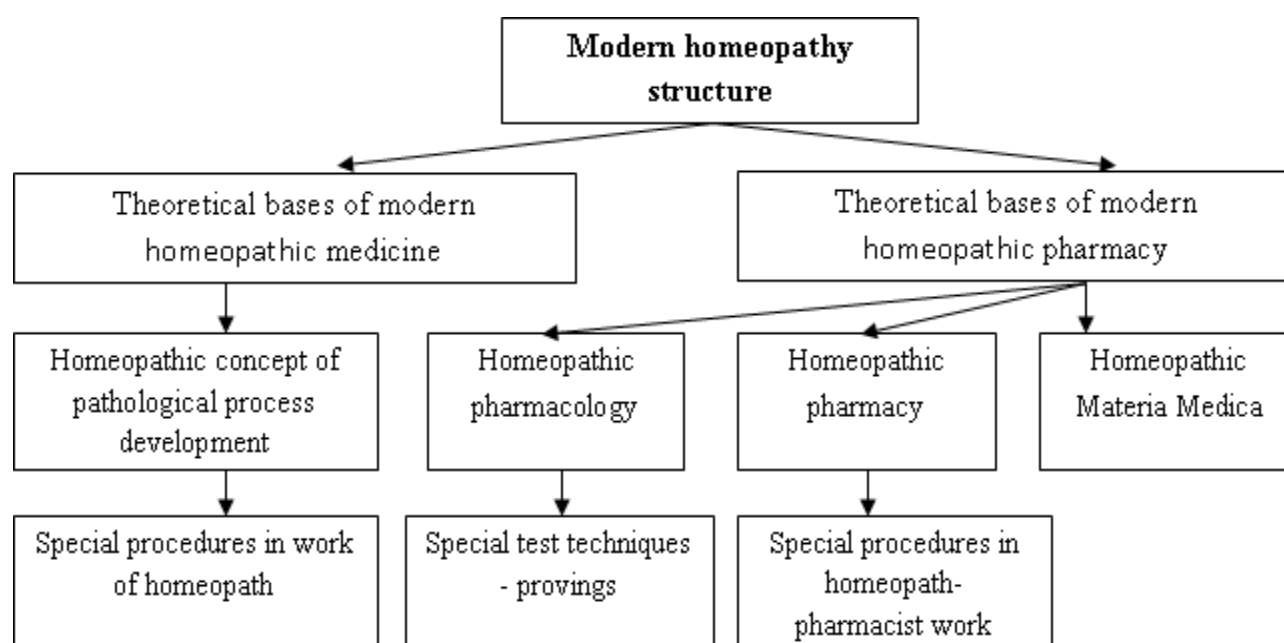 Modern homeopathy
structure
Theoretical bases of modern
homeopathic medicine
Theoretical bases of modern
homeopathic pharmacy
Homeopathic concept of
pathological process
development
Homeopathic
pharmacology
Homeopathic
pharmacy
Homeopathic
Materia Medica
Special procedures in work
of homeopath
Special test techniques
- provings
Special procedures in
homeopath-
pharmacist work